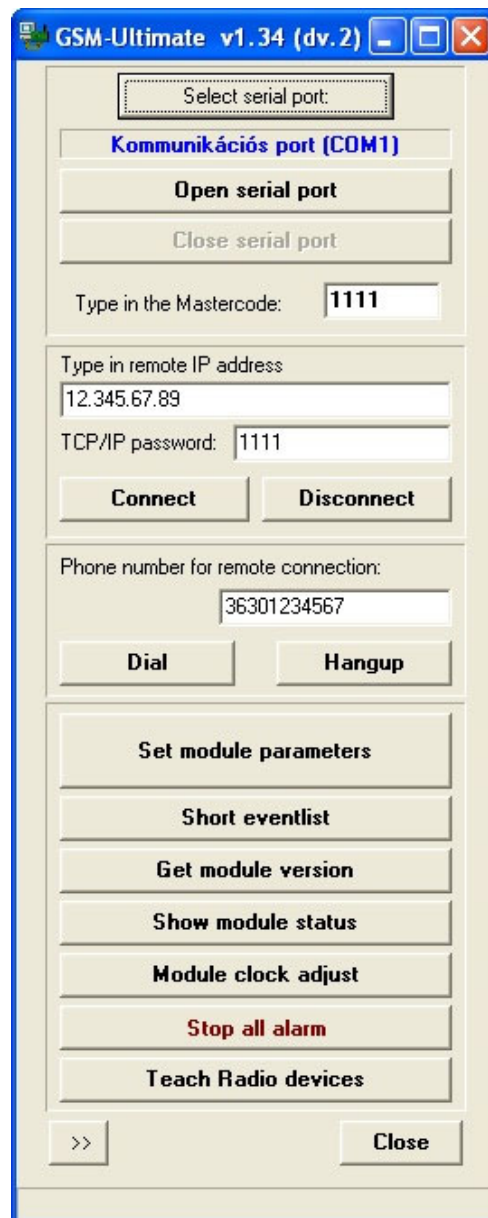 GSM-Ultimate v1.34 (dv.2)
Select serial port:
Kommunikációs port (COM1)
Open serial port
Close serial port
Type in the Mastercode: 1111
Type in remote IP address
12.345.67.89
TCP/IP password: 1111
Connect Disconnect
Phone number for remote connection:
36301234567
Dial Hangup
Set module parameters
Short eventlist
Get module version
Show module status
Module clock adjust
Stop all alarm
Teach Radio devices
>> Close